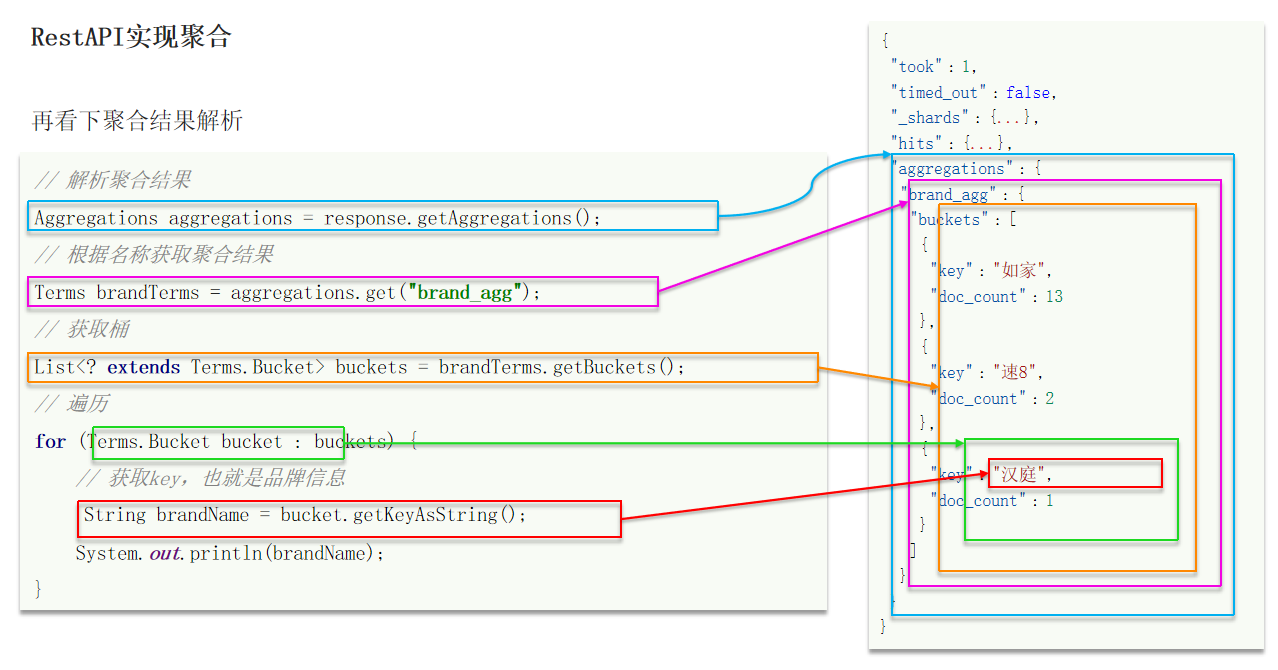 RestAPI实现聚合
再看下聚合结果解析
// 解析聚合结果
Aggregations aggregations = response.getAggregations();
// 根据名称获取聚合结果
Terms brandTerms = aggregations.get("brand_agg");
// 获取桶
List<? extends Terms.Bucket> buckets = brandTerms.getBuckets();
// 遍历
for (Terms.Bucket bucket : buckets) {
// 获取key，也就是品牌信息
String brandName = bucket.getKeyAsString();
System.out.println(brandName);
}
{
"took" : 1,
"timed_out" : false,
"_shards" : {...},
"hits" : {...},
"aggregations" : {
"brand_agg" : {
"buckets" : [
{
"key" : "如家",
"doc_count" : 13
},
{
"key" : "速8",
"doc_count" : 2
},
{
"key" : "汉庭",
"doc_count" : 1
}
]
}
}
}